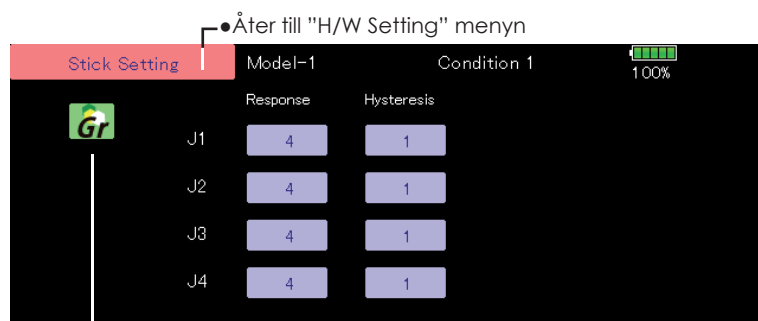 ●Åter till ”H/W Setting” menyn
Stick Setting Model-1 Condition 1 100%
Response Hysteresis
Gr
J1 4 1
J2 4 1
J3 4 1
J4 4 1